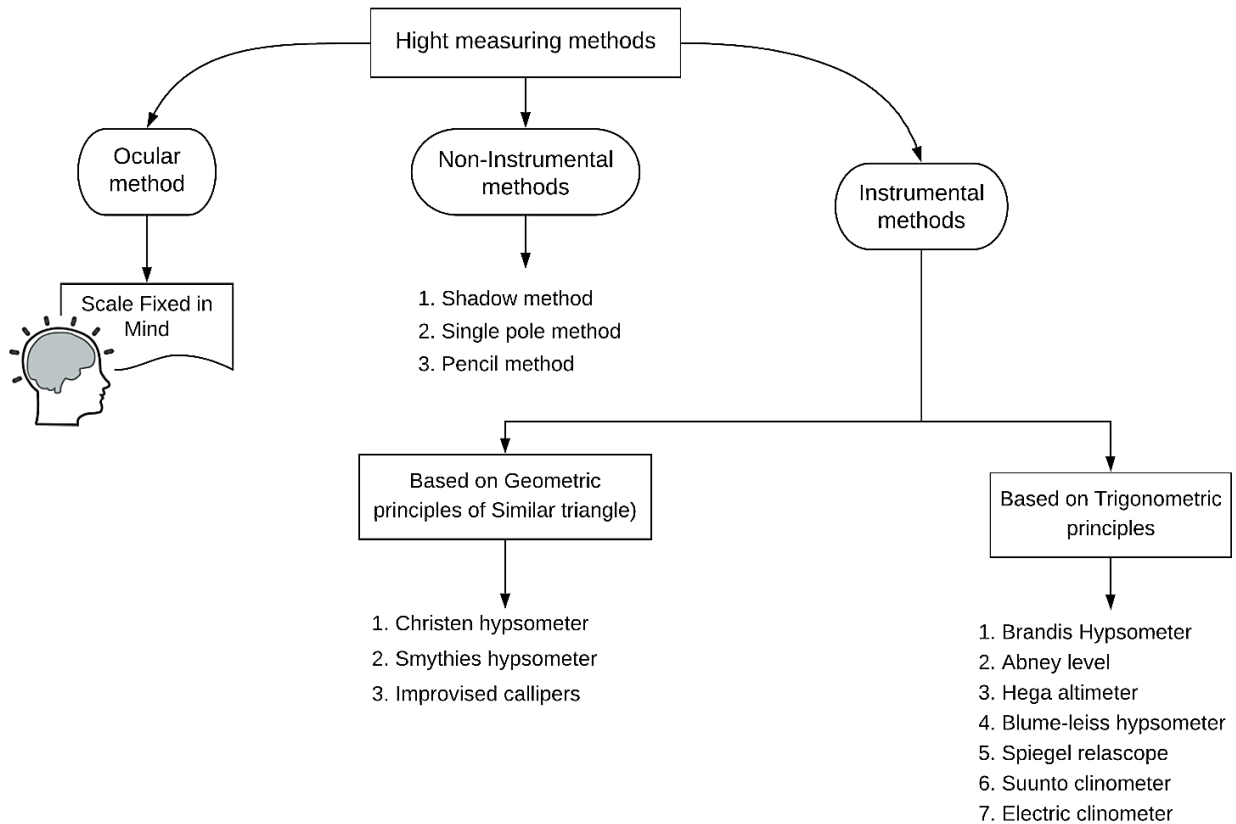 Hight measuring methods
Ocular
method
Non-Instrumental
methods
Instrumental
methods
Scale Fixed in
Mind
1. Shadow method
2. Single pole method
3. Pencil method
Based on Geometric
principles of Similar triangle)
Based on Trigonometric
principles
1. Christen hypsometer
2. Smythies hypsometer
3. Improvised callipers
1. Brandis Hypsometer
2. Abney level
3. Hega altimeter
4. Blume-leiss hypsometer
5. Spiegel relascope
6. Suunto clinometer
7. Electric clinometer